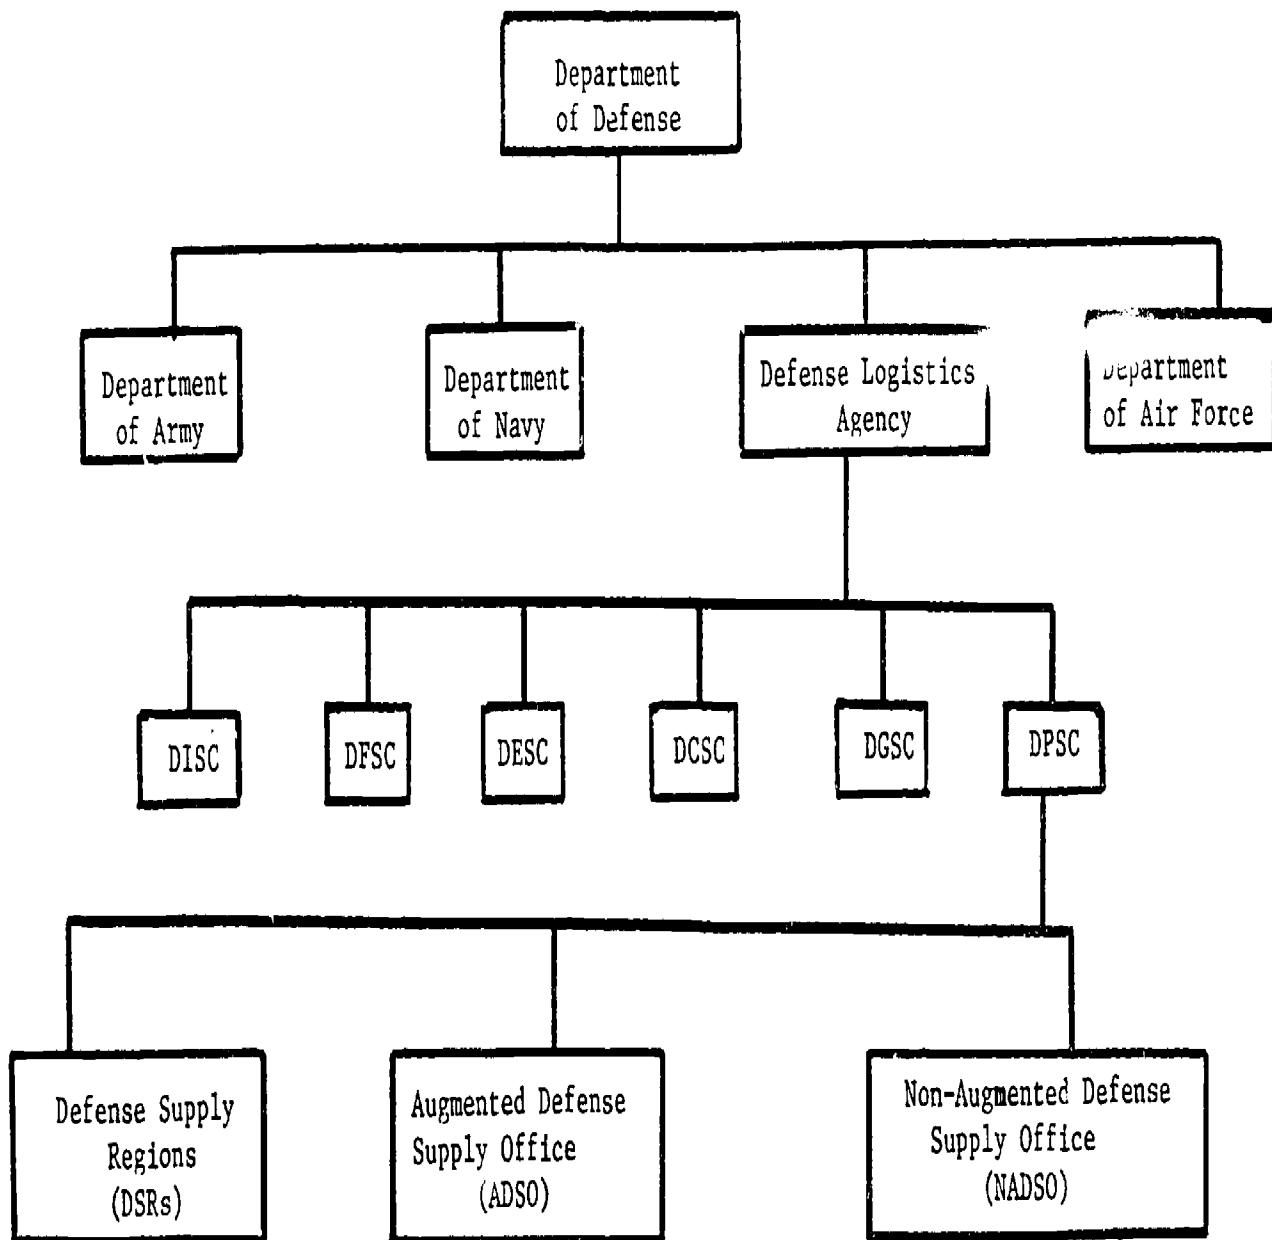 Department
of Defense
Department
of Army
Department
of Navy
Defense Logistics
Agency
Department
of Air Force
DISC
DFSC
DESC
DCSC
DGSC
DPSC
Defense Supply
Regions
(DSRs)
Augmented Defense
Supply Office
(ADSO)
Non-Augmented Defense
Supply Office
(NADSO)